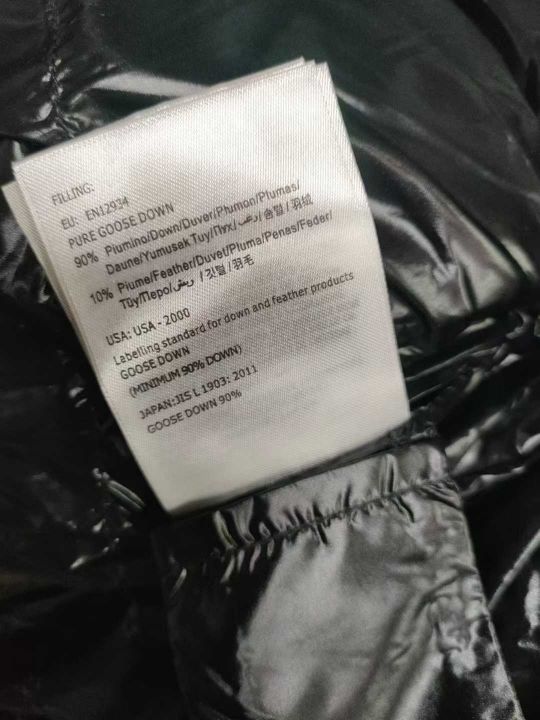 FILLING:
EU: EN12934
PURE GOOSE DOWN
90% Piumino/Down/Duvet/Plumon/Plumas/
Daune/Yumusek Tuy/Пух/زغب/솜털/羽绒
10% Piume/Feather/Duvet/Pluma/Penas/Feder/
Tüy/Перо/ريش/깃털/羽毛
USA: USA - 2000
Labelling standard for down and feather products
GOOSE DOWN
(MINIMUM 90% DOWN)
JAPAN:JIS L 1903: 2011
GOOSE DOWN 90%